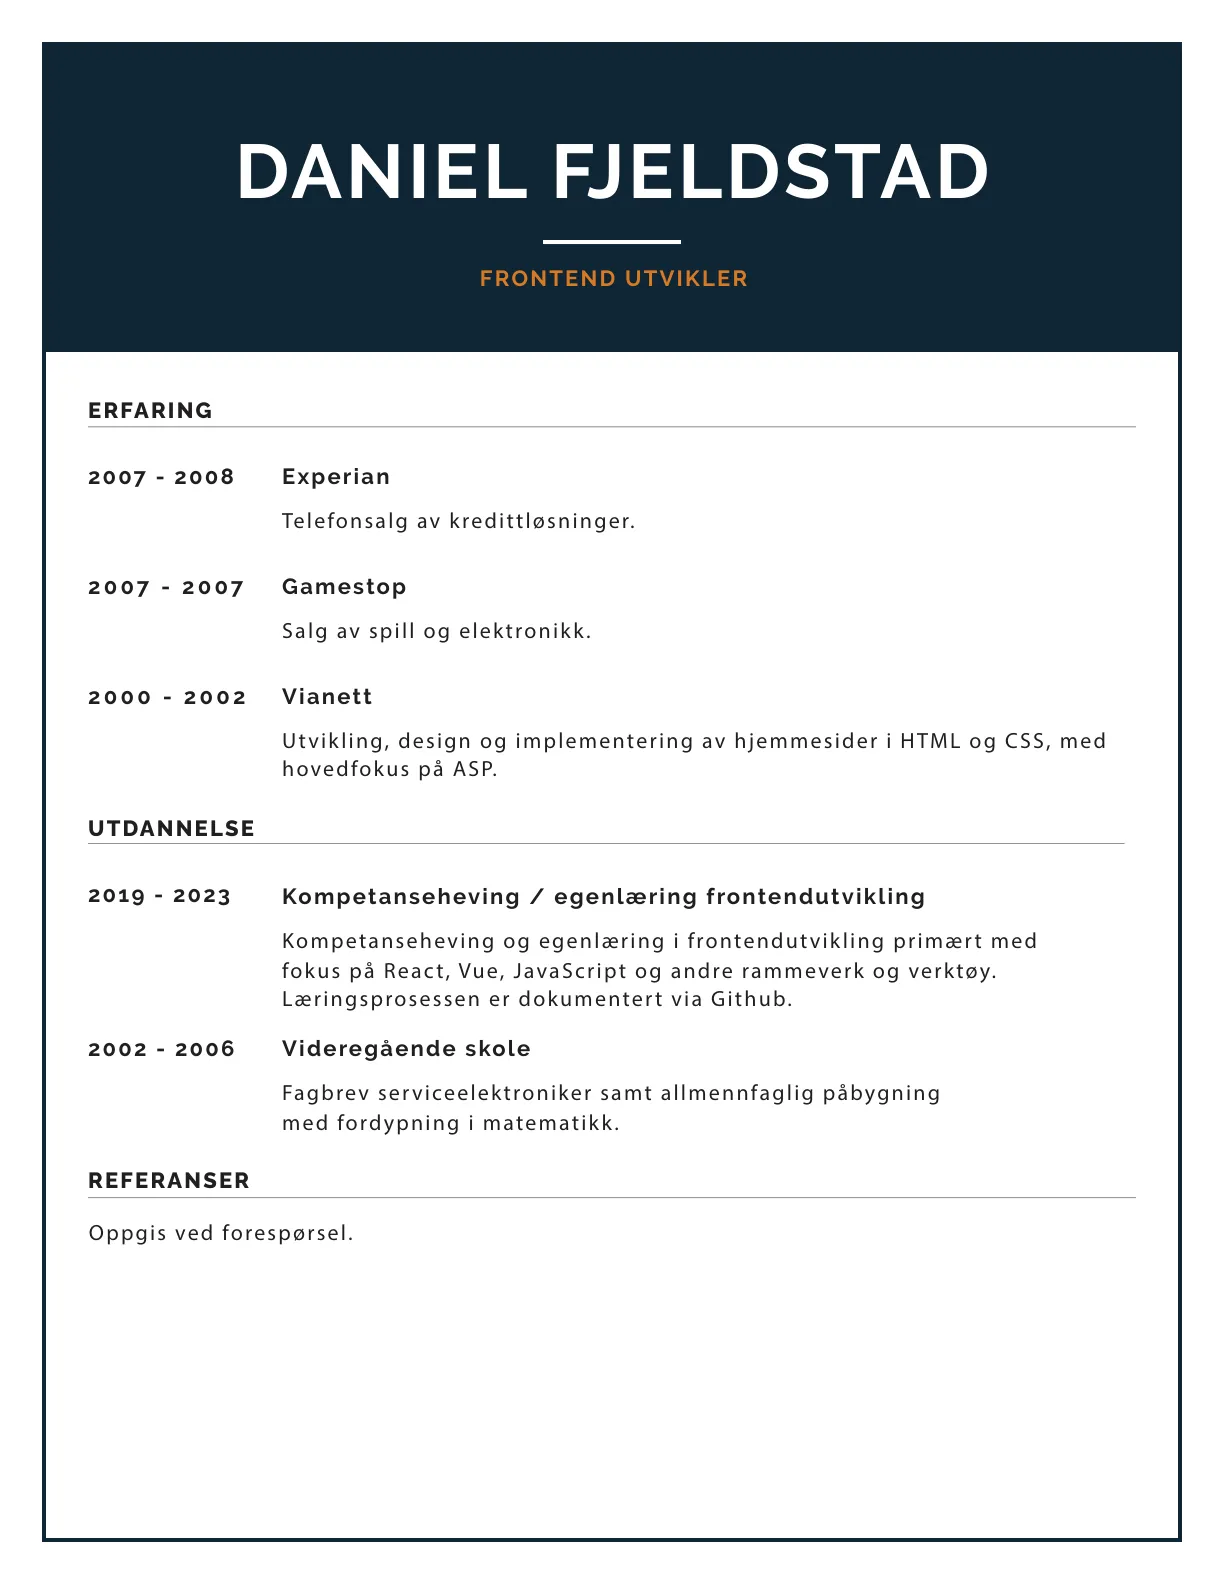 DANIEL FJELDSTAD
FRONTEND UTVIKLER
ERFARING
2007 - 2008 Experian
Telefonsalg av kredittløsninger.
2007 - 2007 Gamestop
Salg av spill og elektronikk.
2000 - 2002 Vianett
Utvikling, design og implementering av hjemmesider i HTML og CSS, med
hovedfokus på ASP.
UTDANNELSE
2019 - 2023 Kompetanseheving / egenlæring frontendutvikling
Kompetanseheving og egenlæring i frontendutvikling primært med
fokus på React, Vue, JavaScript og andre rammeverk og verktøy.
Læringsprosessen er dokumentert via Github.
2002 - 2006 Videregående skole
Fagbrev serviceelektroniker samt allmennfaglig påbygning
med fordypning i matematikk.
REFERANSER
Oppgis ved forespørsel.